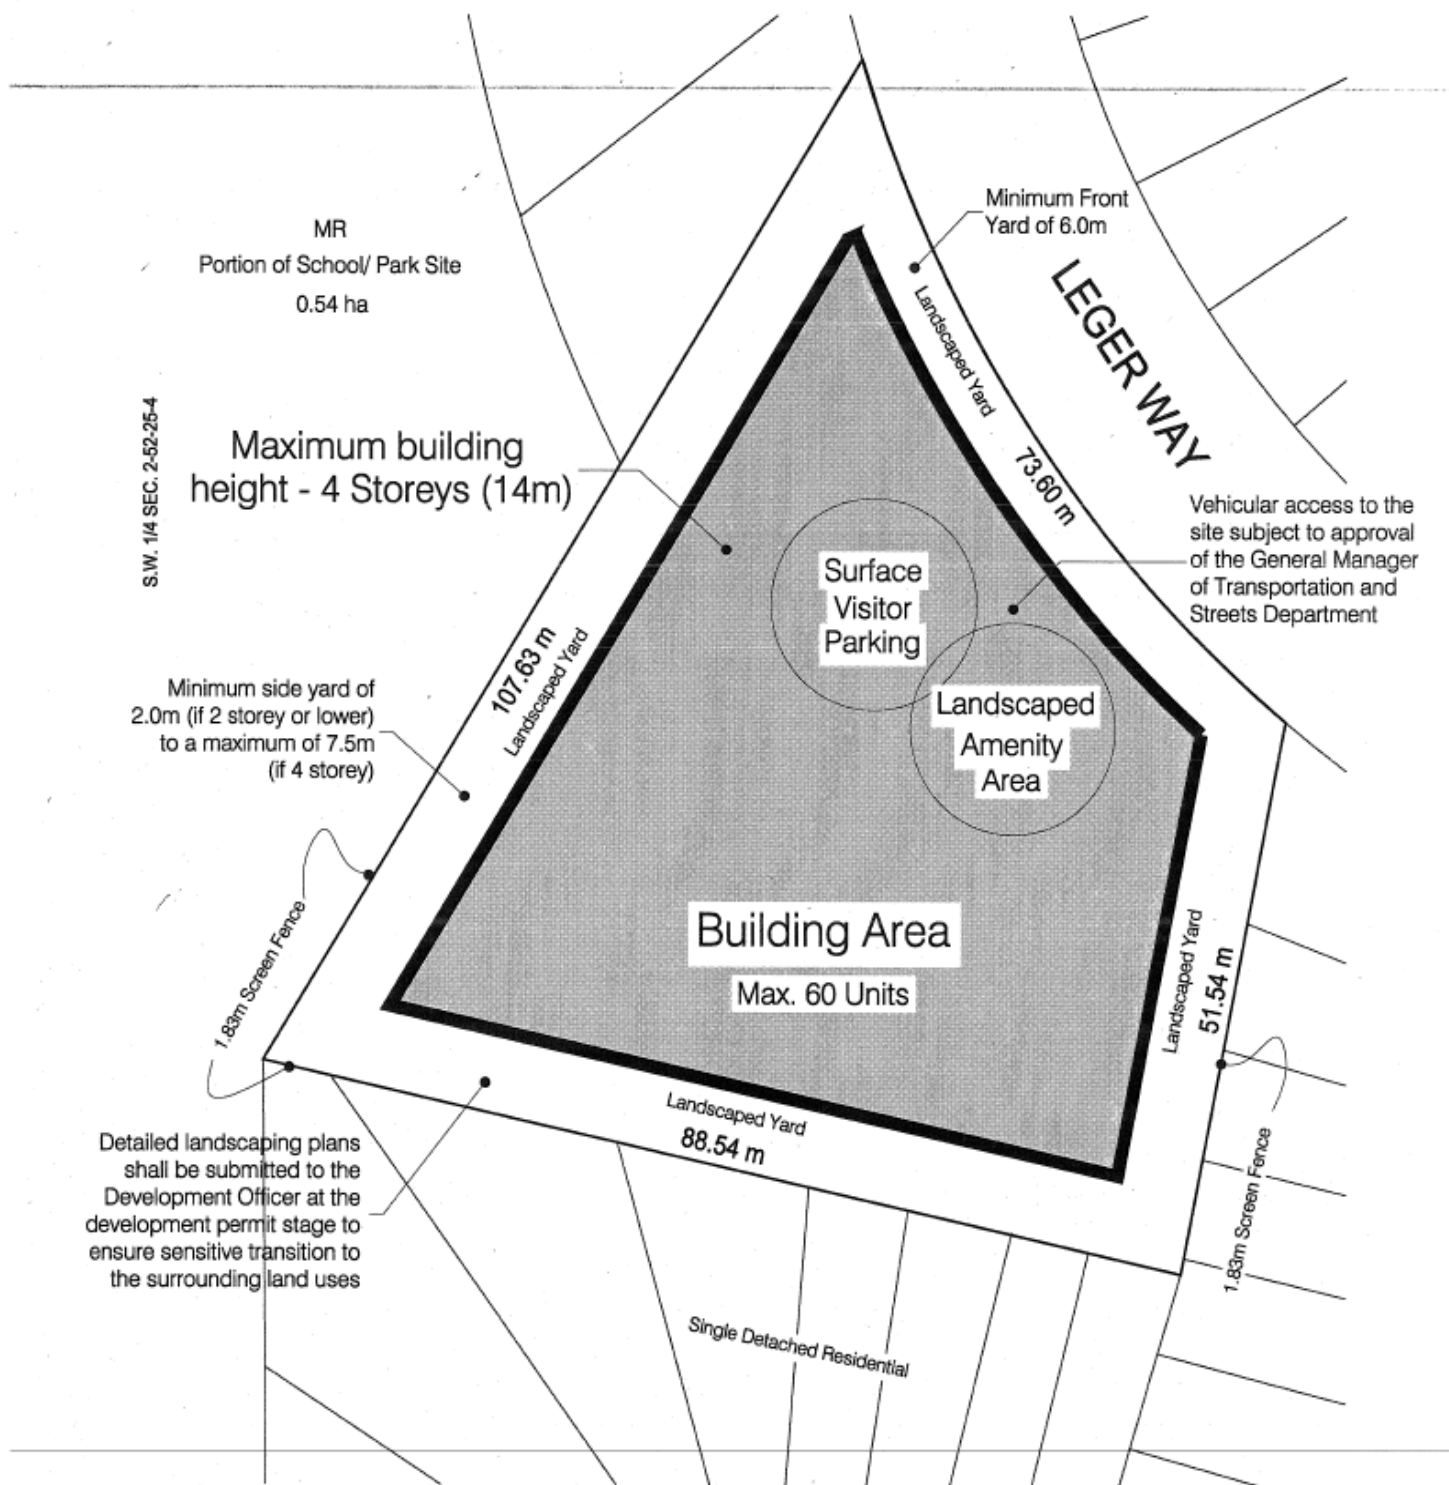 MR
Portion of School/ Park Site
0.54 ha
Minimum Front
Yard of 6.0m
LEGER WAY
Landscaped Yard
73.60 m
S.W. 1/4 SEC. 2-52-25-4
Maximum building
height - 4 Storeys (14m)
Vehicular access to the
site subject to approval
of the General Manager
of Transportation and
Streets Department
Surface
Visitor
Parking
107.63 m
Landscaped Yard
Minimum side yard of
2.0m (if 2 storey or lower)
to a maximum of 7.5m
(if 4 storey)
Landscaped
Amenity
Area
1.83m Screen Fence
Building Area
Max. 60 Units
Landscaped Yard
51.54 m
Landscaped Yard
88.54 m
Detailed landscaping plans
shall be submitted to the
Development Officer at the
development permit stage to
ensure sensitive transition to
the surrounding land uses
1.83m Screen Fence
Single Detached Residential